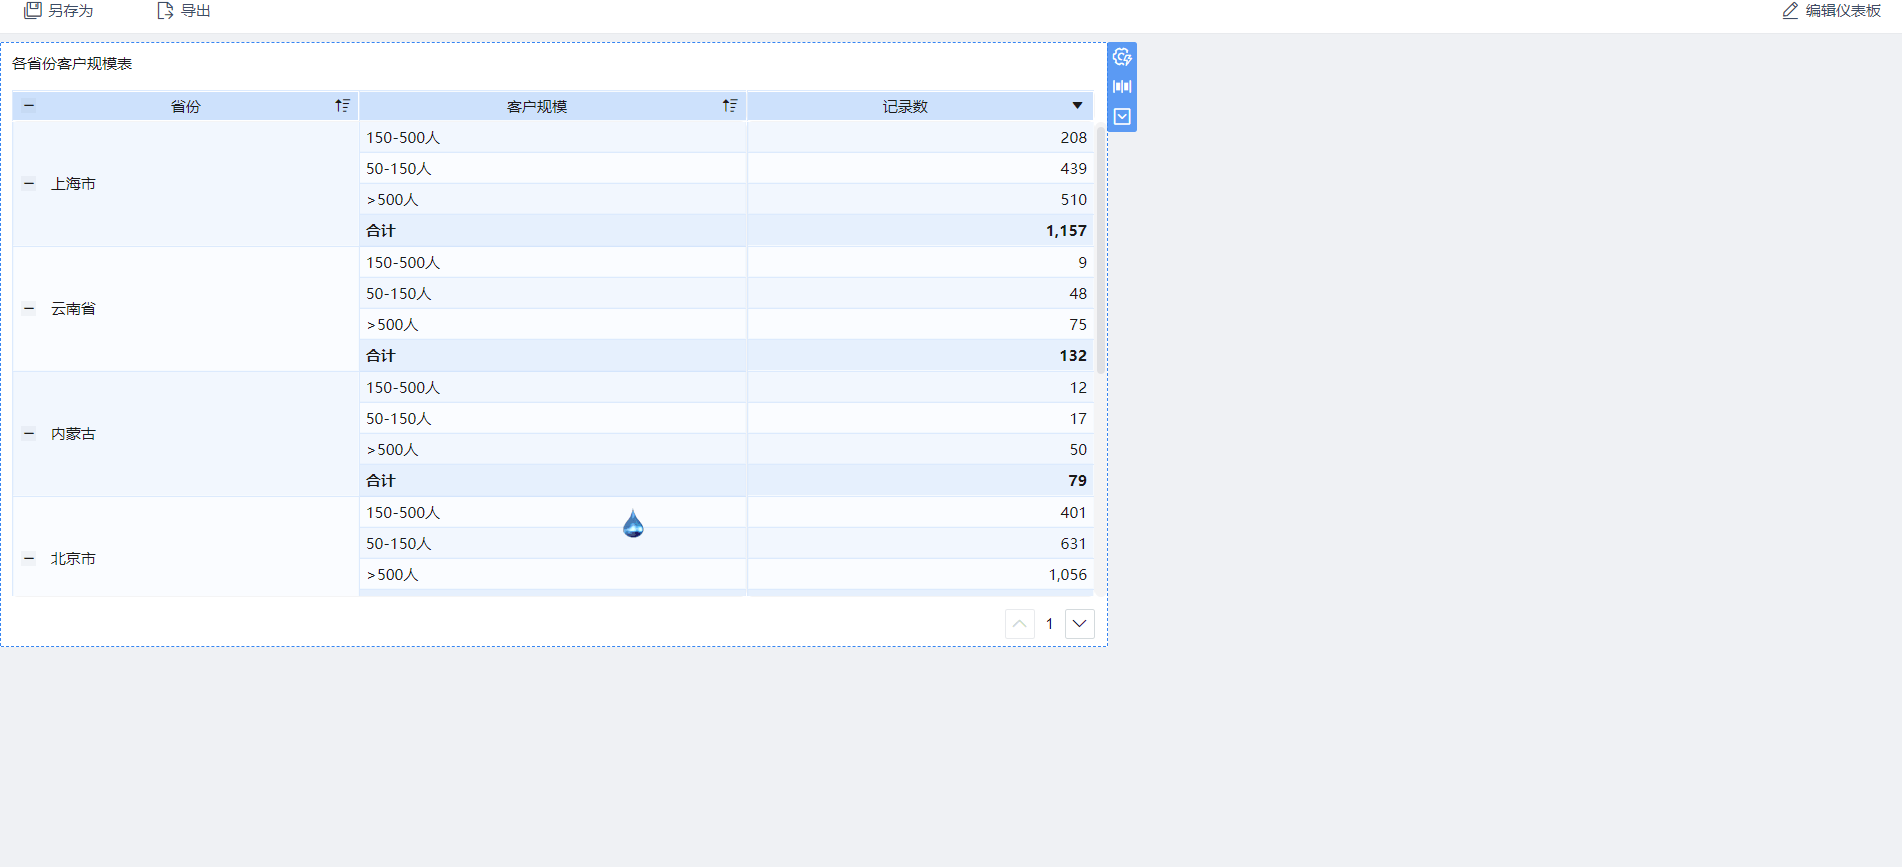 另存为 导出 编辑仪表板
各省份客户规模表
省份 客户规模 记录数
上海市
150-500人 208
50-150人 439
>500人 510
合计 1,157
云南省
150-500人 9
50-150人 48
>500人 75
合计 132
内蒙古
150-500人 12
50-150人 17
>500人 50
合计 79
北京市
150-500人 401
50-150人 631
>500人 1,056
1